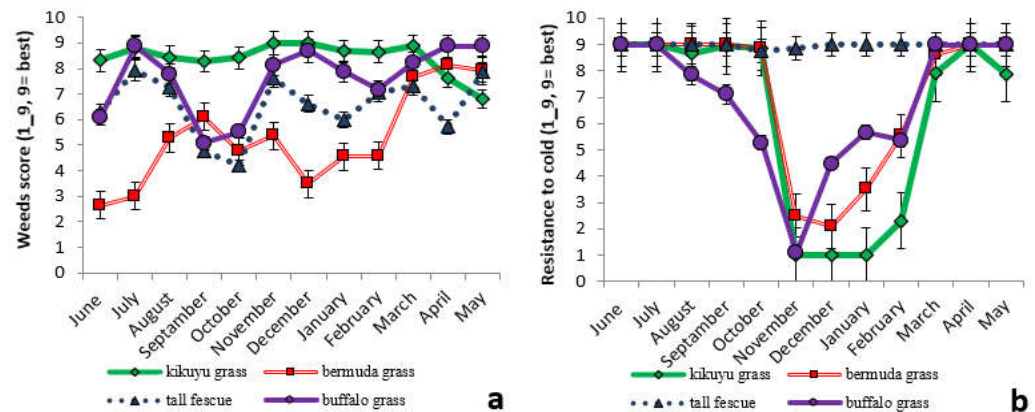 Weeds score (1_9, 9= best)
10
9
8
7
6
5
4
3
2
1
0
June
July
August
Septamber
October
November
December
January
February
March
April
May
kikuyu grass
bermuda grass
tall fescue
buffalo grass
a
Resistance to cold (1_9, 9= best)
10
9
8
7
6
5
4
3
2
1
0
June
July
August
Septamber
October
November
December
January
February
March
April
May
kikuyu grass
bermuda grass
tall fescue
buffalo grass
b